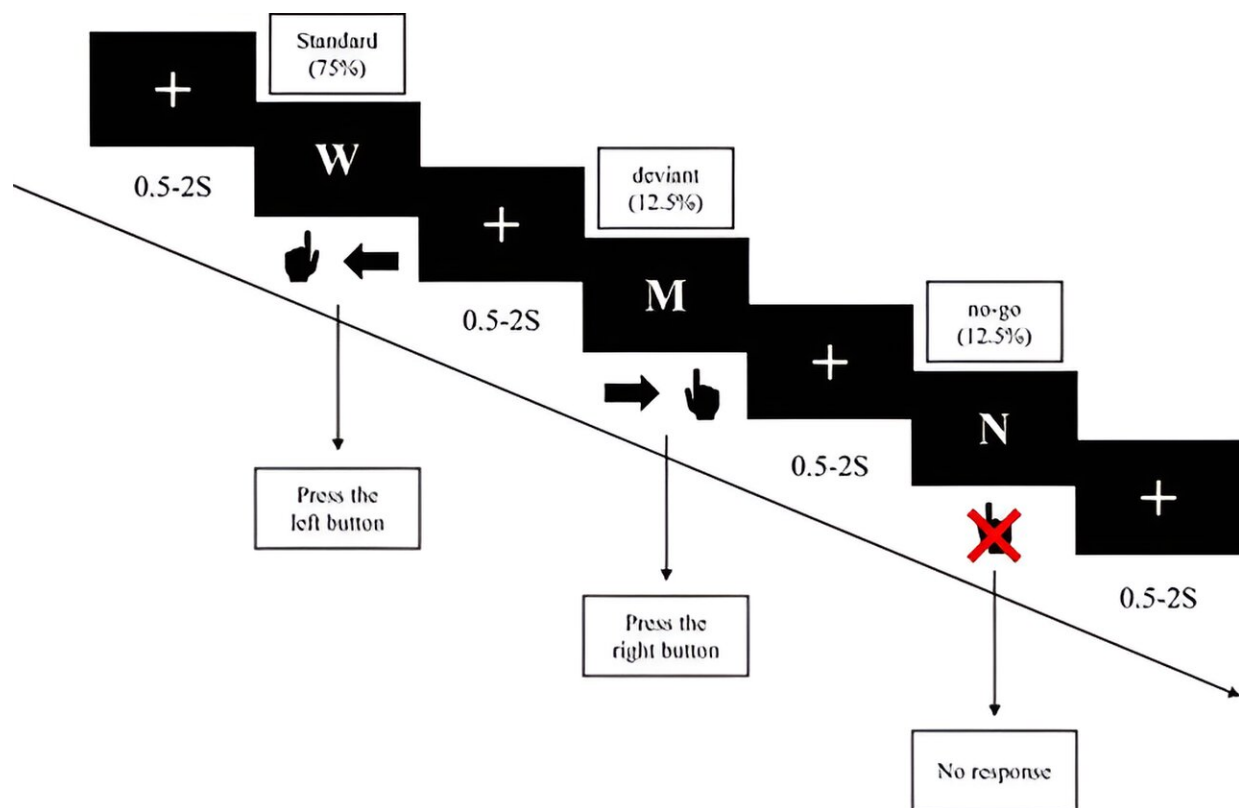 Standard
(75%)
W
0.5-2S
deviant
(12.5%)
M
0.5-2S
no-go
(12.5%)
N
0.5-2S
0.5-2S
Press the
left button
Press the
right button
No response